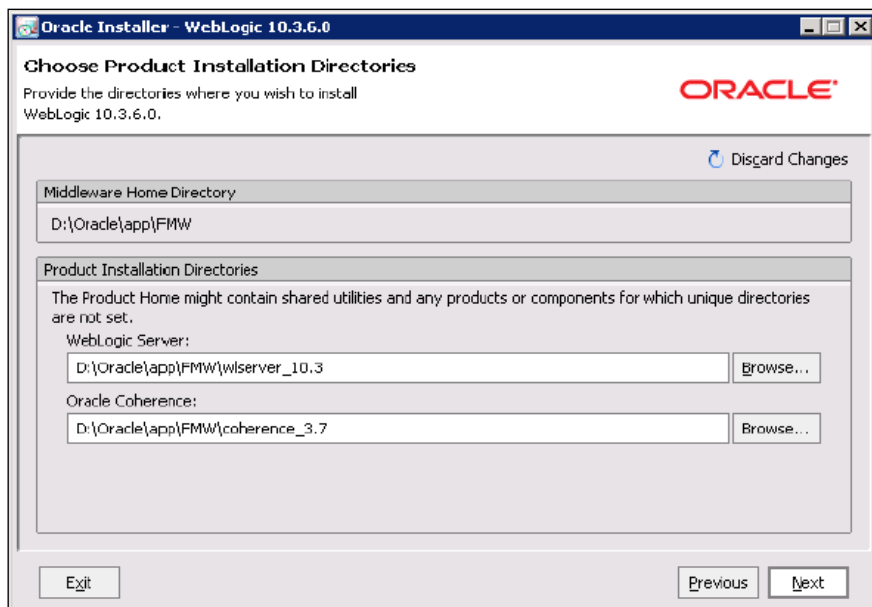 Oracle Installer - WebLogic 10.3.6.0
Choose Product Installation Directories
Provide the directories where you wish to install
WebLogic 10.3.6.0.
ORACLE
Discard Changes
Middleware Home Directory
D:\Oracle\app\FMW
Product Installation Directories
The Product Home might contain shared utilities and any products or components for which unique directories
are not set.
WebLogic Server:
D:\Oracle\app\FMW\wlserver_10.3
Browse...
Oracle Coherence:
D:\Oracle\app\FMW\coherence_3.7
Browse...
Exit
Previous
Next